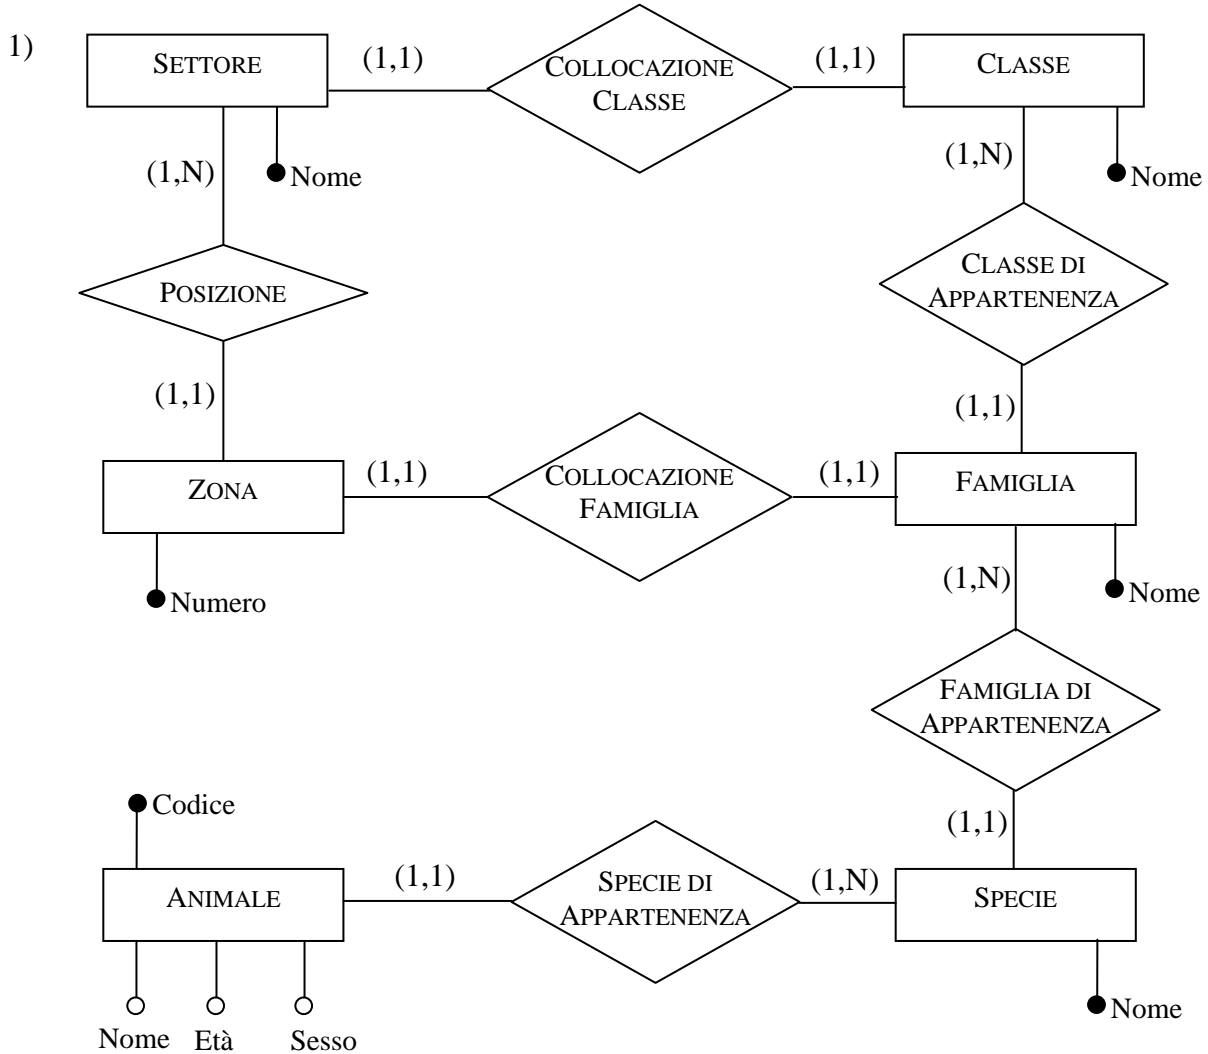 1)
SETTORE
(1,1)
COLLOCAZIONE
CLASSE
(1,1)
CLASSE
(1,N)
Nome
(1,N)
Nome
POSIZIONE
CLASSE DI
APPARTENENZA
(1,1)
(1,1)
ZONA
(1,1)
COLLOCAZIONE
FAMIGLIA
(1,1)
FAMIGLIA
Numero
(1,N)
Nome
FAMIGLIA DI
APPARTENENZA
Codice
(1,1)
ANIMALE
(1,1)
SPECIE DI
APPARTENENZA
(1,N)
SPECIE
Nome
Età
Sesso
Nome